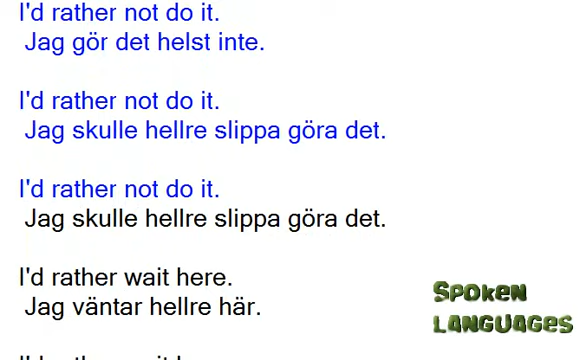 I'd rather not do it.
Jag gör det helst inte.
I'd rather not do it.
Jag skulle hellre slippa göra det.
I'd rather not do it.
Jag skulle hellre slippa göra det.
I'd rather wait here.
Jag väntar hellre här.
Spoken
Languages